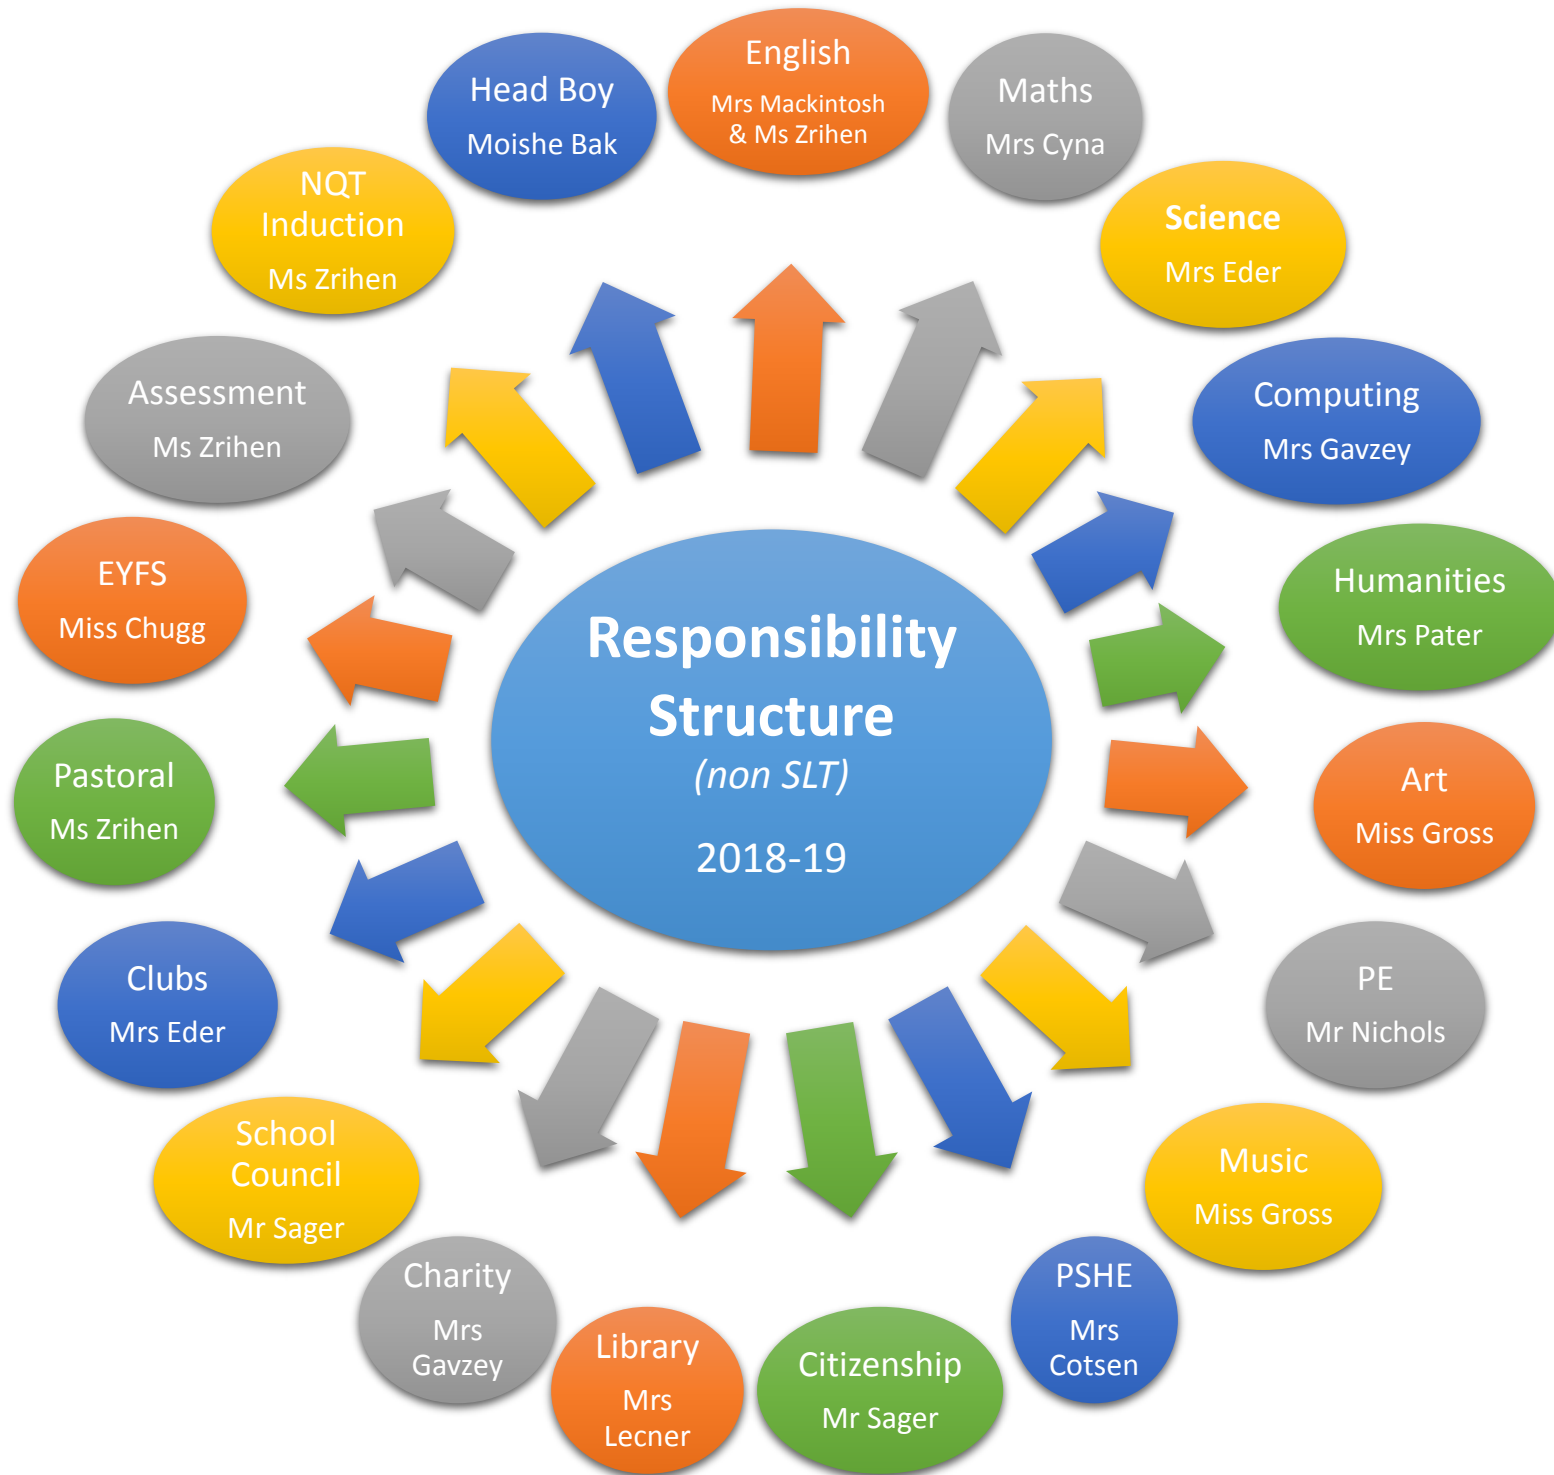 Responsibility
Structure
(non SLT)
2018-19
English
Mrs Mackintosh
& Ms Zrihen
Maths
Mrs Cyna
Science
Mrs Eder
Computing
Mrs Gavzey
Humanities
Mrs Pater
Art
Miss Gross
PE
Mr Nichols
Music
Miss Gross
PSHE
Mrs
Cotsen
Citizenship
Mr Sager
Library
Mrs
Lecner
Charity
Mrs
Gavzey
School
Council
Mr Sager
Clubs
Mrs Eder
Pastoral
Ms Zrihen
EYFS
Miss Chugg
Assessment
Ms Zrihen
NQT
Induction
Ms Zrihen
Head Boy
Moishe Bak